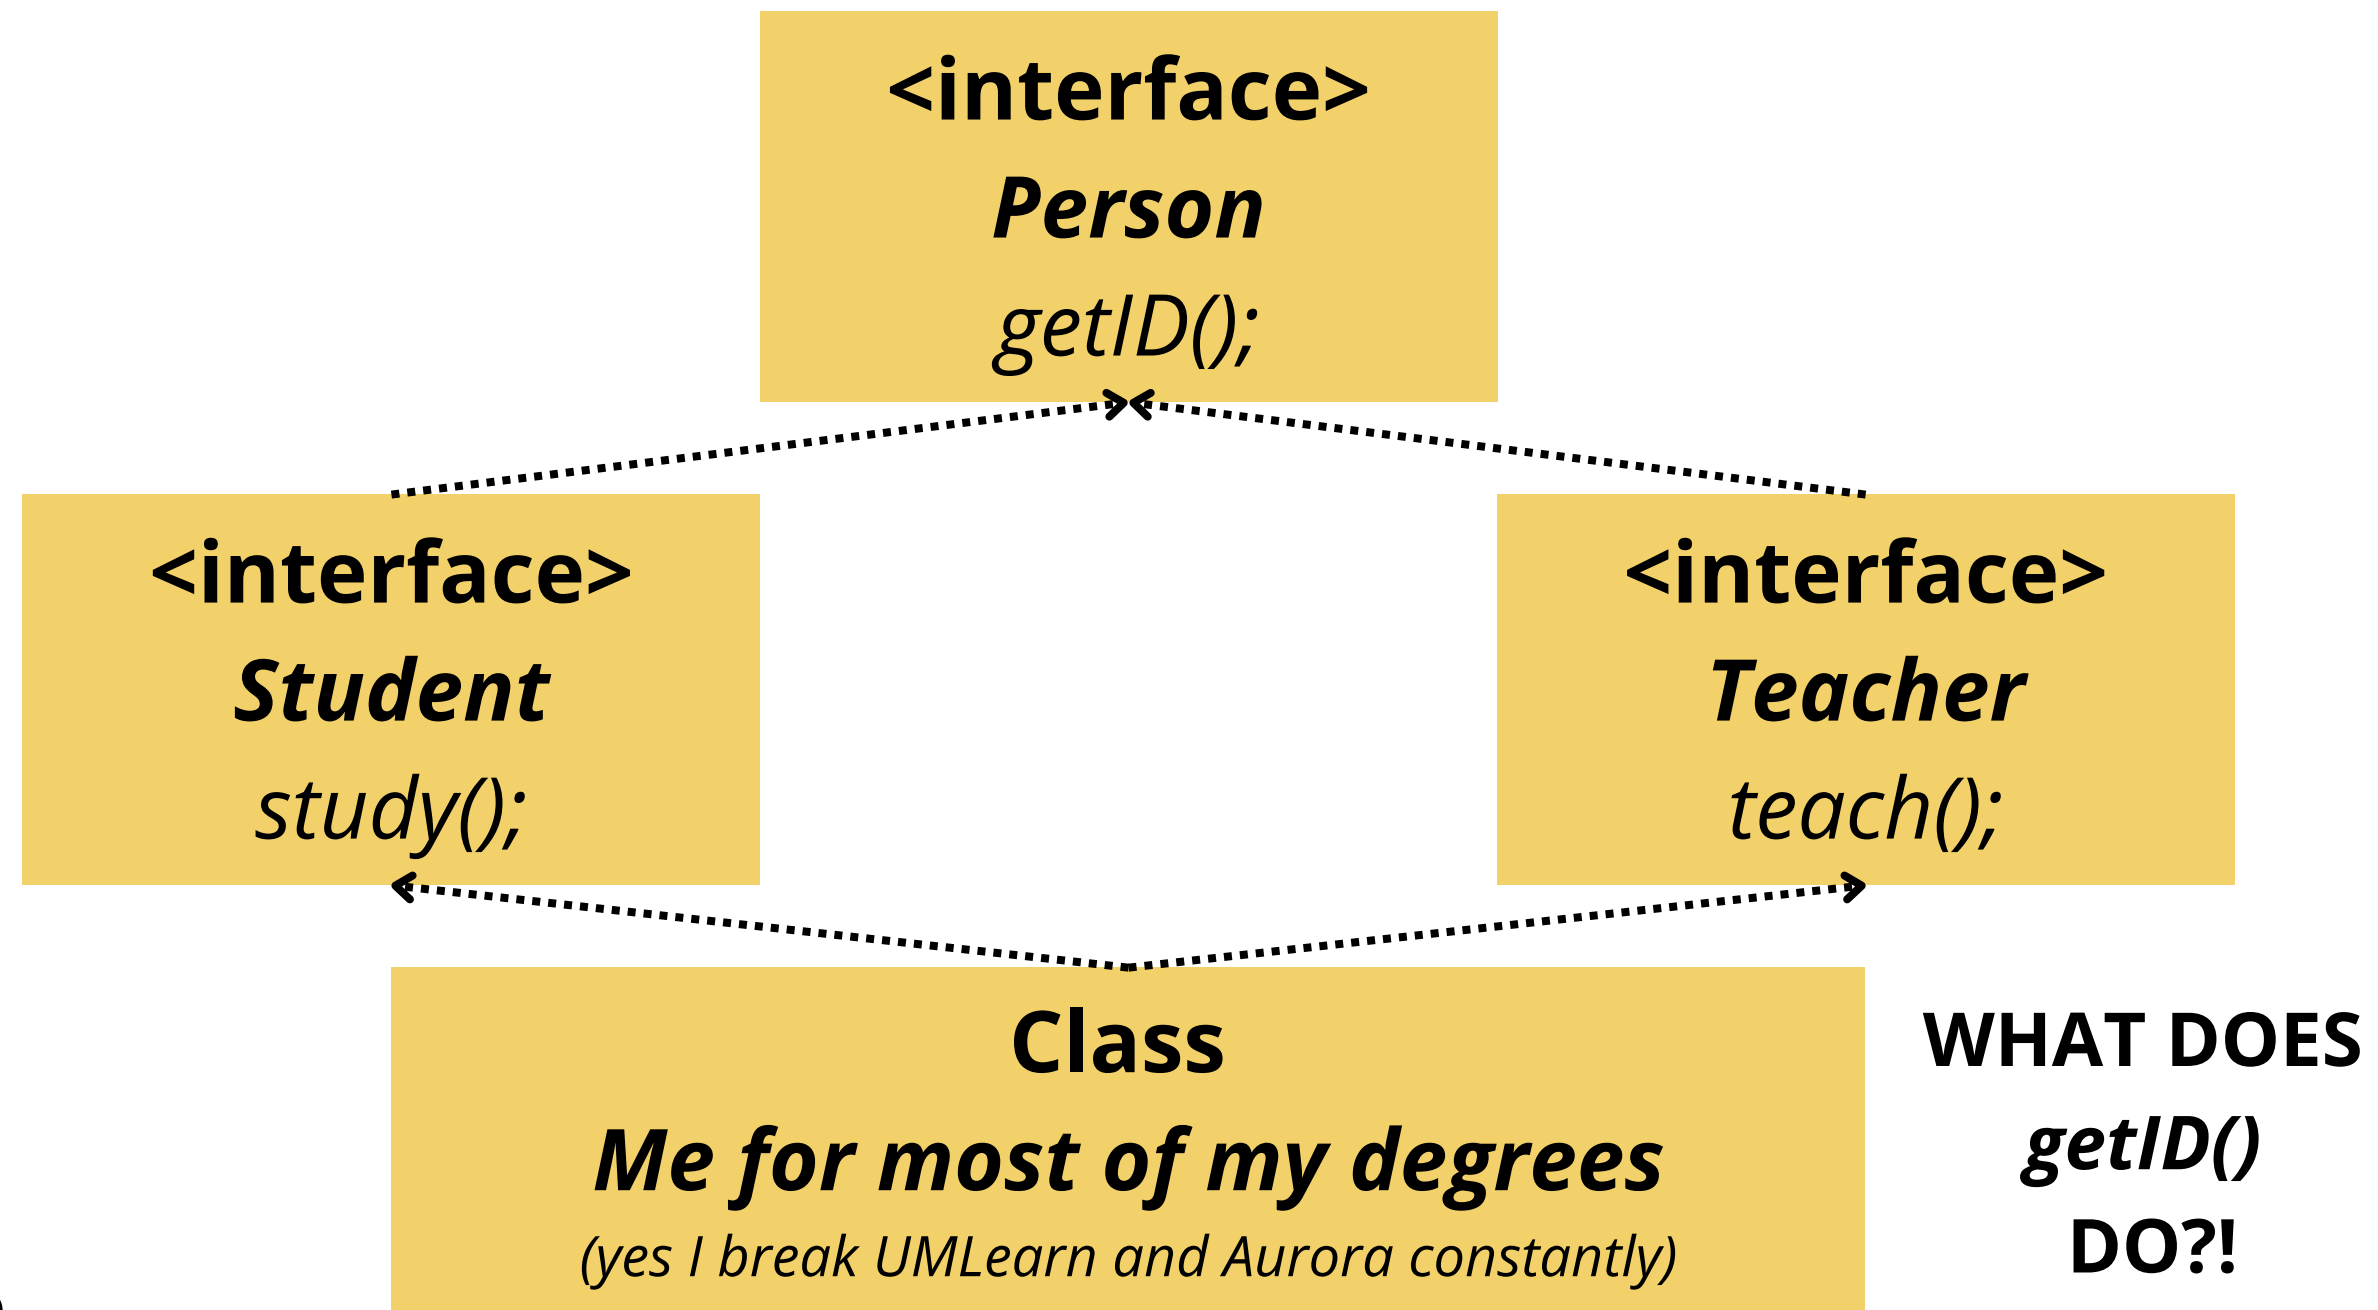 <interface>
Person
getID();
<interface>
Student
study();
<interface>
Teacher
teach();
Class
Me for most of my degrees
(yes I break UMLearn and Aurora constantly)
WHAT DOES
getID()
DO?!